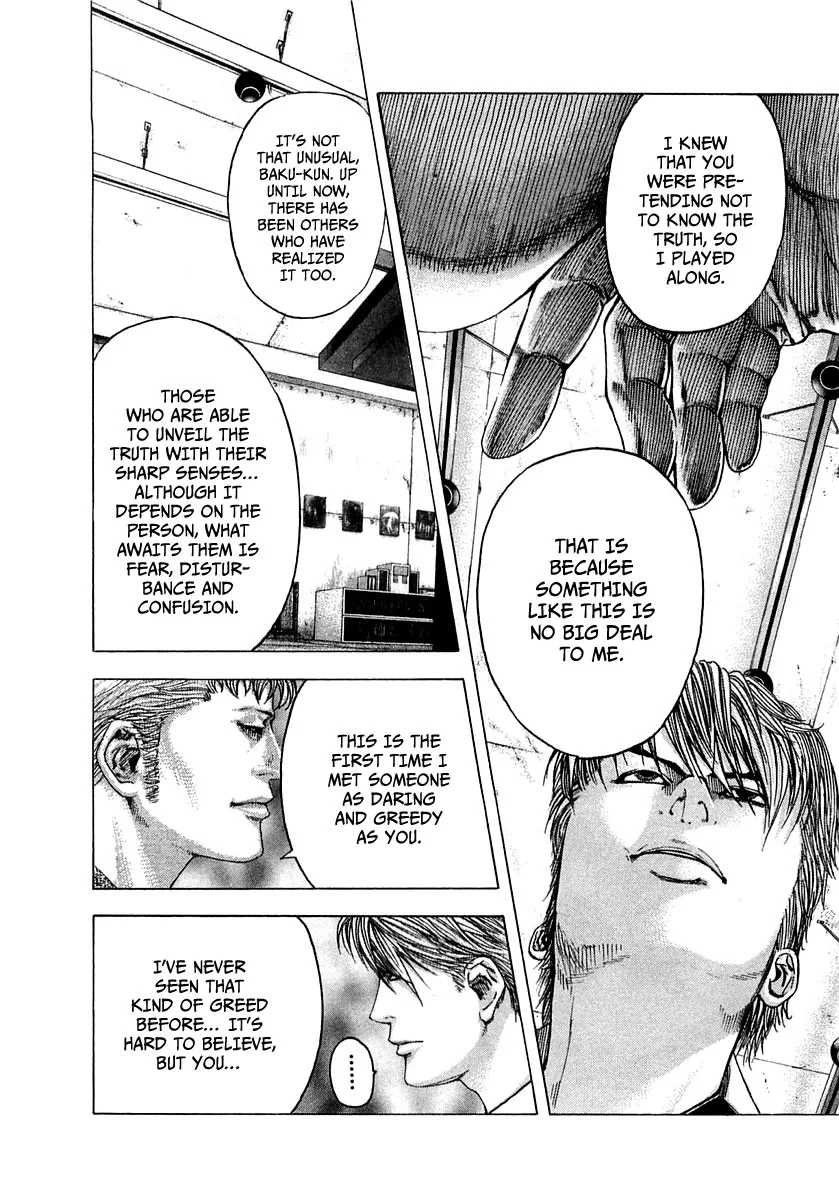 I KNEW
THAT YOU
WERE PRE-
TENDING NOT
TO KNOW THE
TRUTH, SO
I PLAYED
ALONG.
THAT IS
BECAUSE
SOMETHING
LIKE THIS IS
NO BIG DEAL
TO ME.
IT'S NOT
THAT UNUSUAL,
BAKU-KUN. UP
UNTIL NOW,
THERE HAS
BEEN OTHERS
WHO HAVE
REALIZED
IT TOO.
THOSE
WHO ARE ABLE
TO UNVEIL THE
TRUTH WITH THEIR
SHARP SENSES...
ALTHOUGH IT
DEPENDS ON THE
PERSON, WHAT
AWAITS THEM IS
FEAR, DISTUR-
BANCE AND
CONFUSION.
THIS IS THE
FIRST TIME I
MET SOMEONE
AS DARING
AND GREEDY
AS YOU.
......
I'VE NEVER
SEEN THAT
KIND OF GREED
BEFORE... IT'S
HARD TO BELIEVE,
BUT YOU...